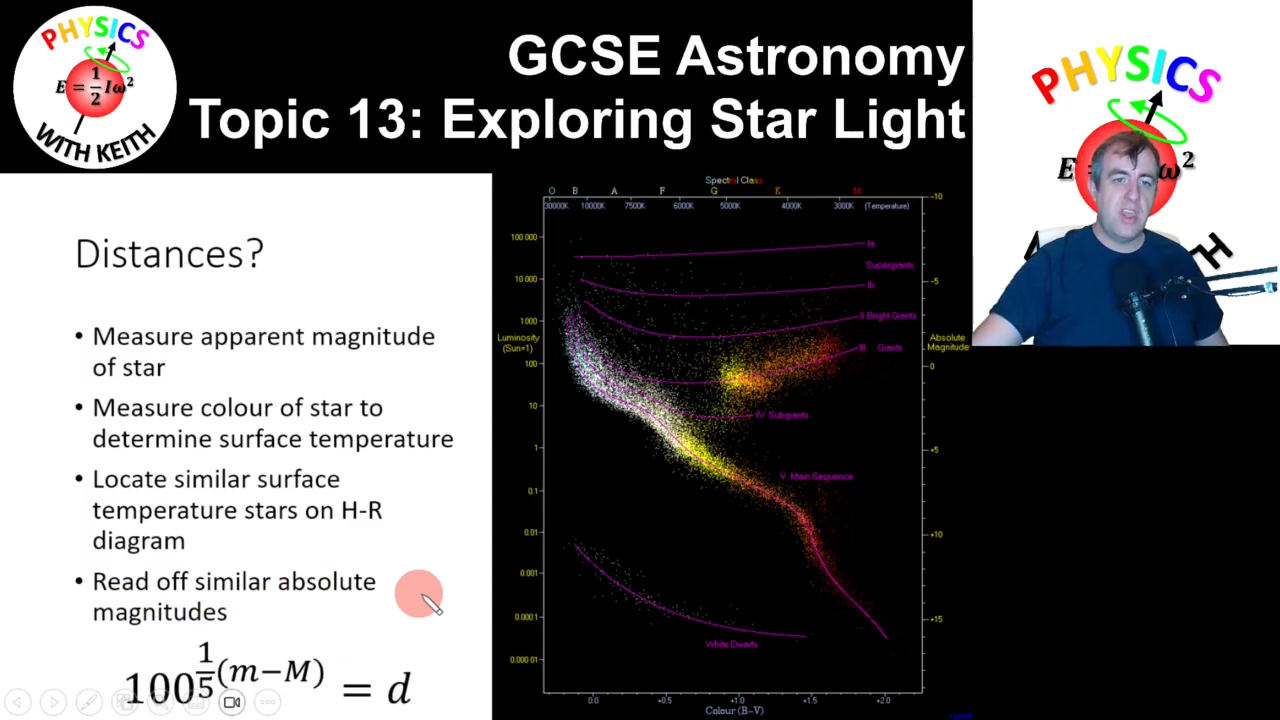 PHYSICS
E = 1/2 Iω²
WITH KEITH
GCSE Astronomy
Topic 13: Exploring Star Light
PHYSICS
E
ω²
TH
Distances?
• Measure apparent magnitude
of star
• Measure colour of star to
determine surface temperature
• Locate similar surface
temperature stars on H-R
diagram
• Read off similar absolute
magnitudes
100^(1/5(m−M)) = d
Spectral Class
O B A F G K M
30000K 10000K 7500K 6000K 5000K 4000K 3000K (Temperature)
-10
100 000
Ia
Supergiants
10 000
-5
Ib
1000
II Bright Giants
Luminosity
(Sun=1)
Absolute
Magnitude
III Giants
100
0
10
IV Subgiants
1
+5
V Main Sequence
0.1
0.01
+10
0.001
0.0001
+15
White Dwarfs
0.000 01
0.0 +0.5 +1.0 +1.5 +2.0
Colour (B-V)